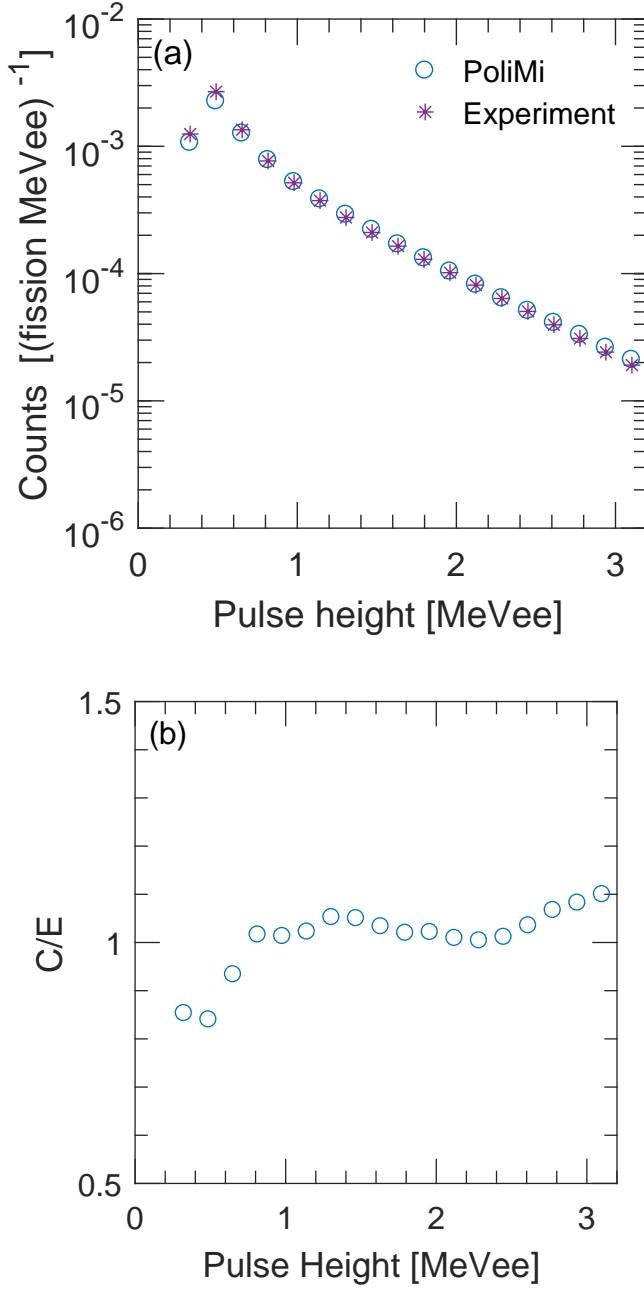 (a)
PoliMi
Experiment
10^-2
10^-3
10^-4
10^-5
10^-6
Counts [(fission MeVee) ^-1]
0 1 2 3
Pulse height [MeVee]
(b)
1.5
1
0.5
C/E
0 1 2 3
Pulse Height [MeVee]